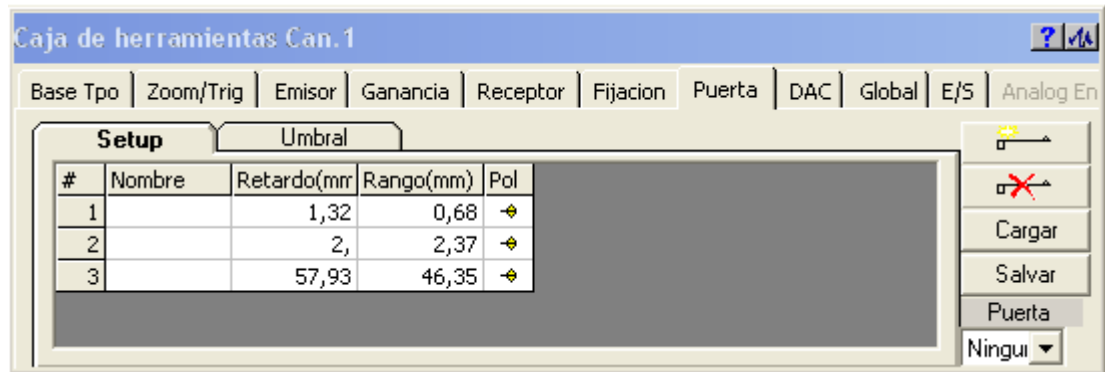 Caja de herramientas Can.1 ?
Base Tpo Zoom/Trig Emisor Ganancia Receptor Fijacion Puerta DAC Global E/S Analog En
Setup Umbral
# Nombre Retardo(mm Rango(mm) Pol
1 1,32 0,68
2 2, 2,37
3 57,93 46,35
Cargar
Salvar
Puerta
Ningui